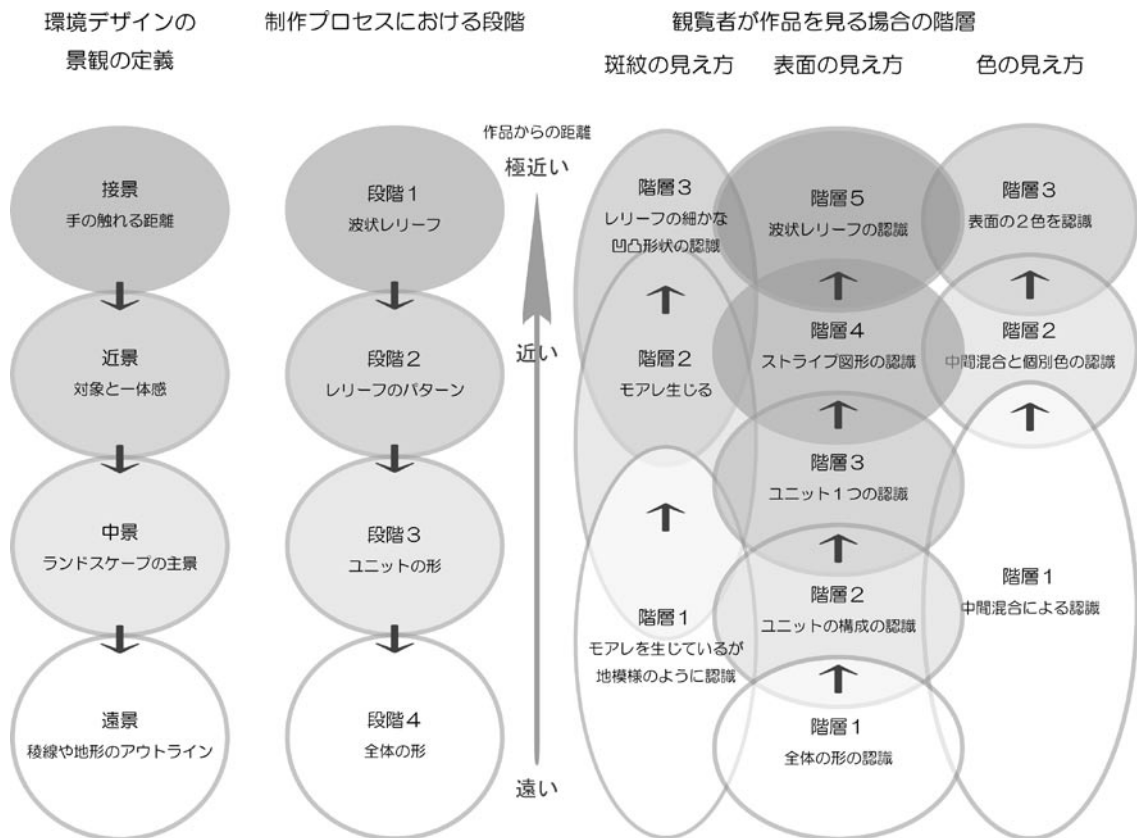 環境デザインの
景観の定義
接景
手の触れる距離
近景
対象と一体感
中景
ランドスケープの主景
遠景
稜線や地形のアウトライン
制作プロセスにおける段階
段階1
波状レリーフ
段階2
レリーフのパターン
段階3
ユニットの形
段階4
全体の形
作品からの距離
極近い
近い
遠い
観覧者が作品を見る場合の階層
斑紋の見え方
階層3
レリーフの細かな
凹凸形状の認識
階層2
モアレ生じる
階層1
モアレを生じているが
地模様のように認識
表面の見え方
階層5
波状レリーフの認識
階層4
ストライプ図形の認識
階層3
ユニット1つの認識
階層2
ユニットの構成の認識
階層1
全体の形の認識
色の見え方
階層3
表面の2色を認識
階層2
中間混合と個別色の認識
階層1
中間混合による認識